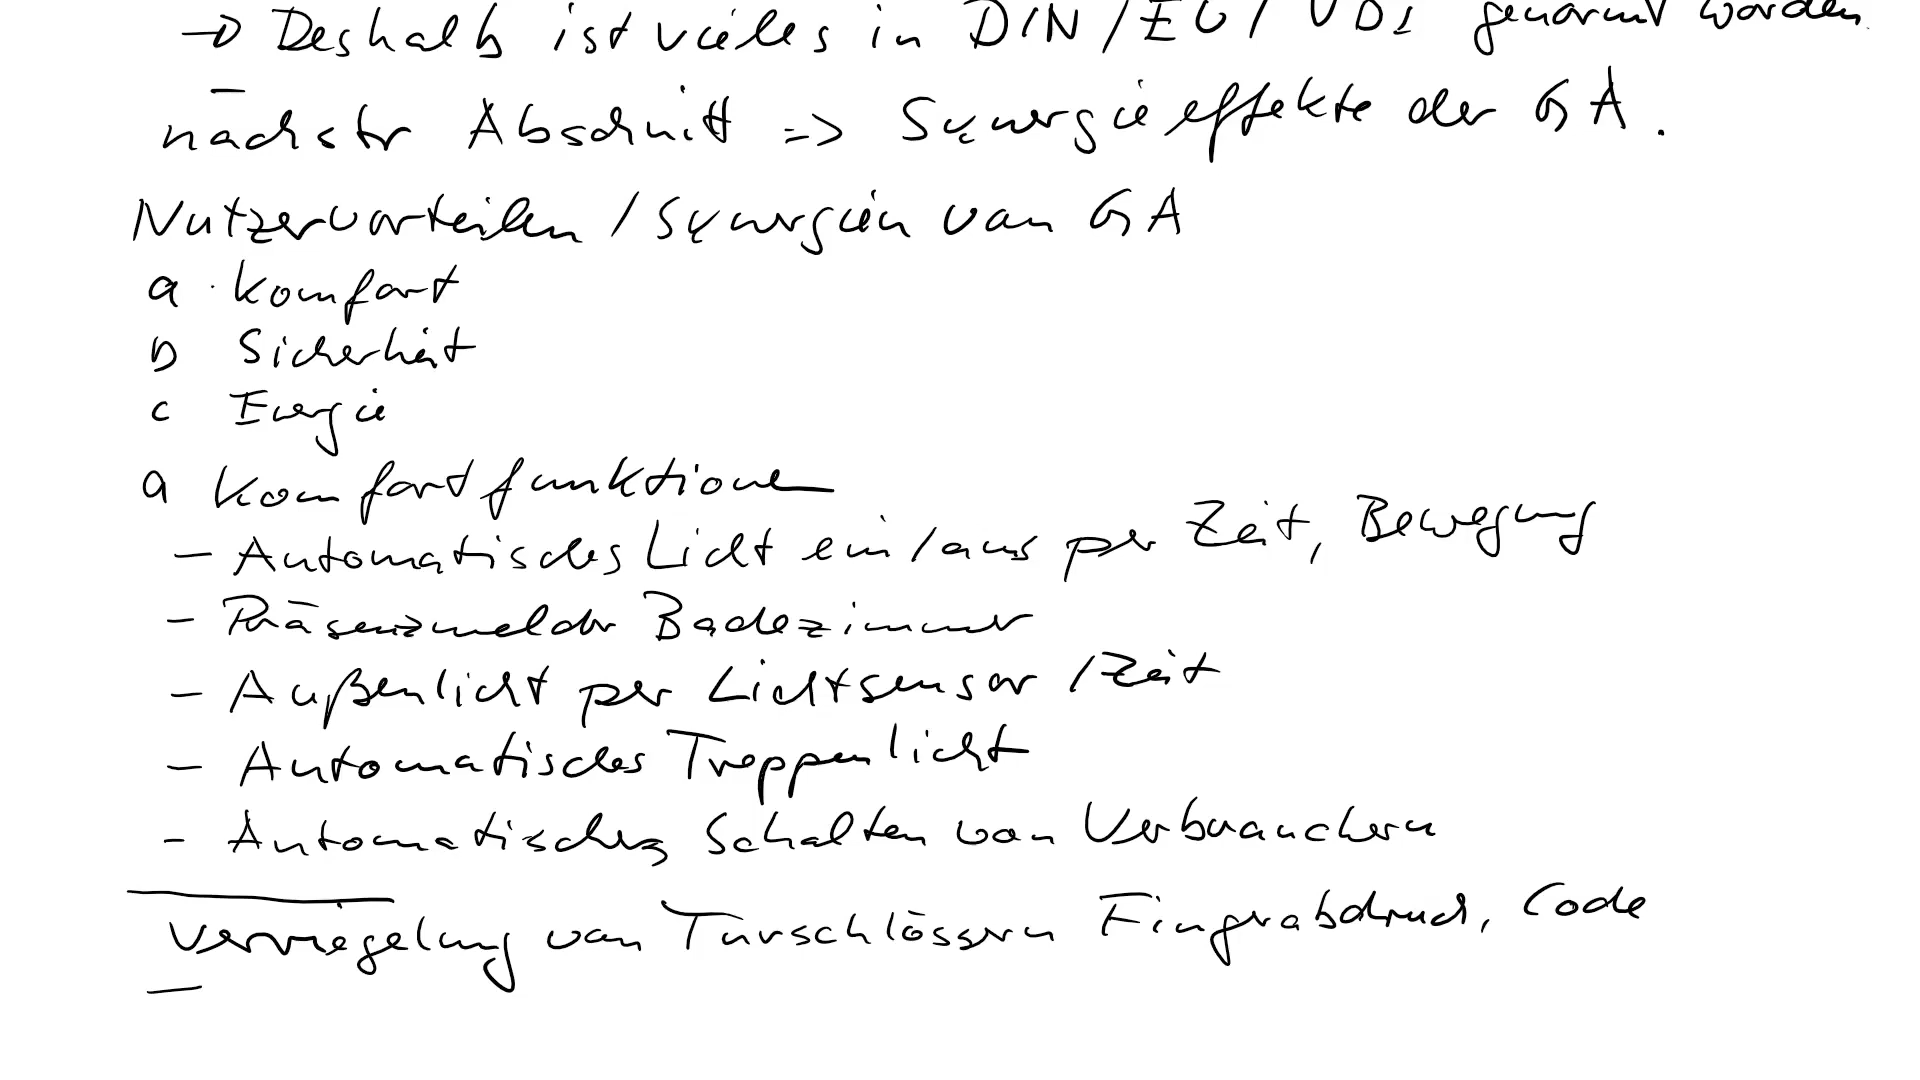 → Deshalb ist vieles in DIN/EU/VDI genormt worden.
nächster Abschnitt => Synergieeffekte der GA.
Nutzervorteilen / Synergien von GA
a. Komfort
b Sicherheit
c Energie
a Komfortfunktionen
- Automatisches Licht ein/aus per Zeit, Bewegung
- Präsenzmelder Badezimmer
- Außenlicht per Lichtsensor / Zeit
- Automatisches Treppenlicht
- Automatisches Schalten von Verbrauchern
Verriegelung von Türschlössern Fingerabdruck, Code
-